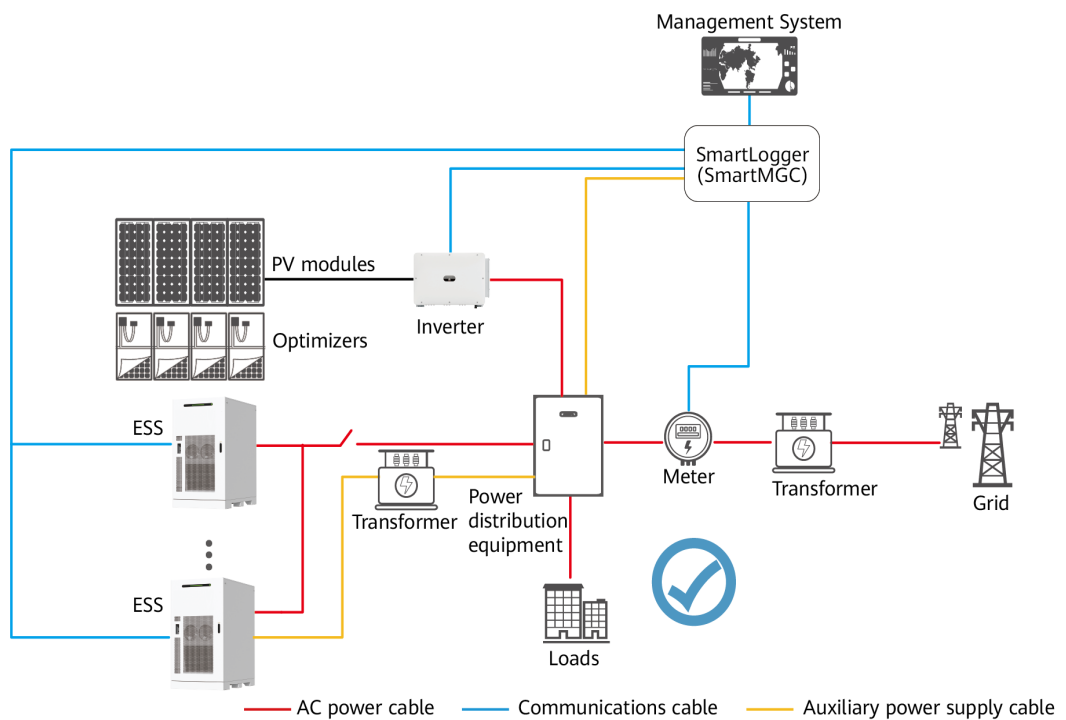 Management System
SmartLogger
(SmartMGC)
PV modules
Inverter
Optimizers
ESS
Meter
Transformer
Grid
Transformer
Power
distribution
equipment
ESS
Loads
AC power cable
Communications cable
Auxiliary power supply cable